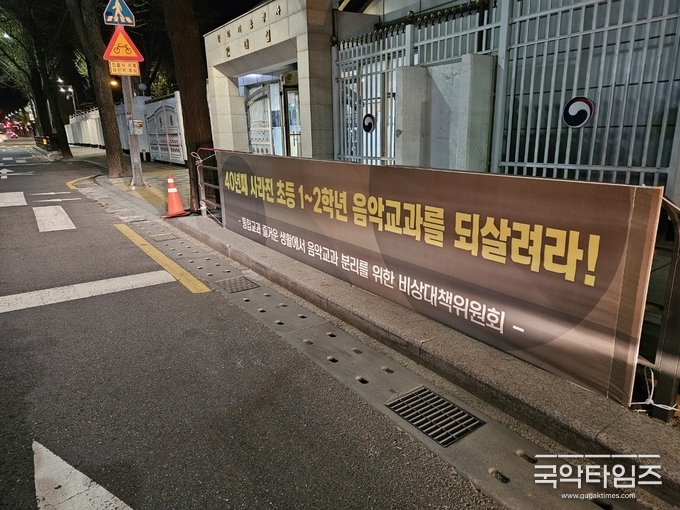 40년째 사라진 초등 1~2학년 음악교과를 되살려라!
- 통합교과 즐거운 생활에서 음악교과 분리를 위한 비상대책위원회 -
국악타임즈
www.gugaktimes.com